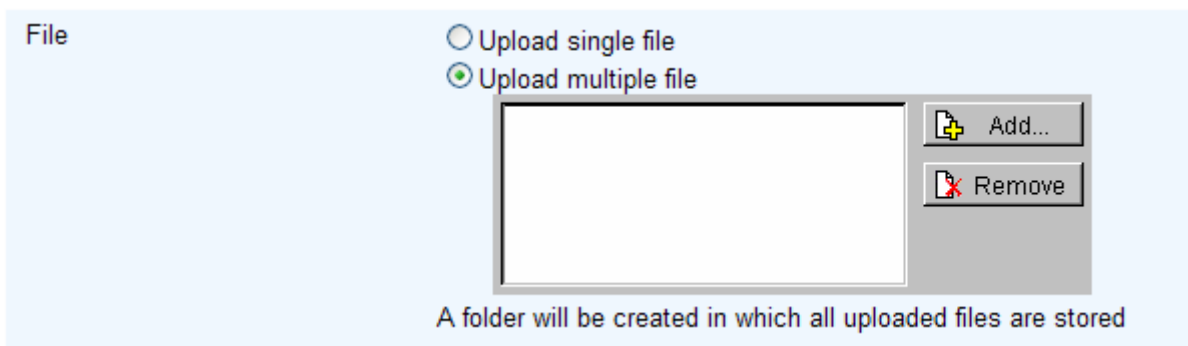 File
Upload single file
Upload multiple file
Add...
Remove
A folder will be created in which all uploaded files are stored